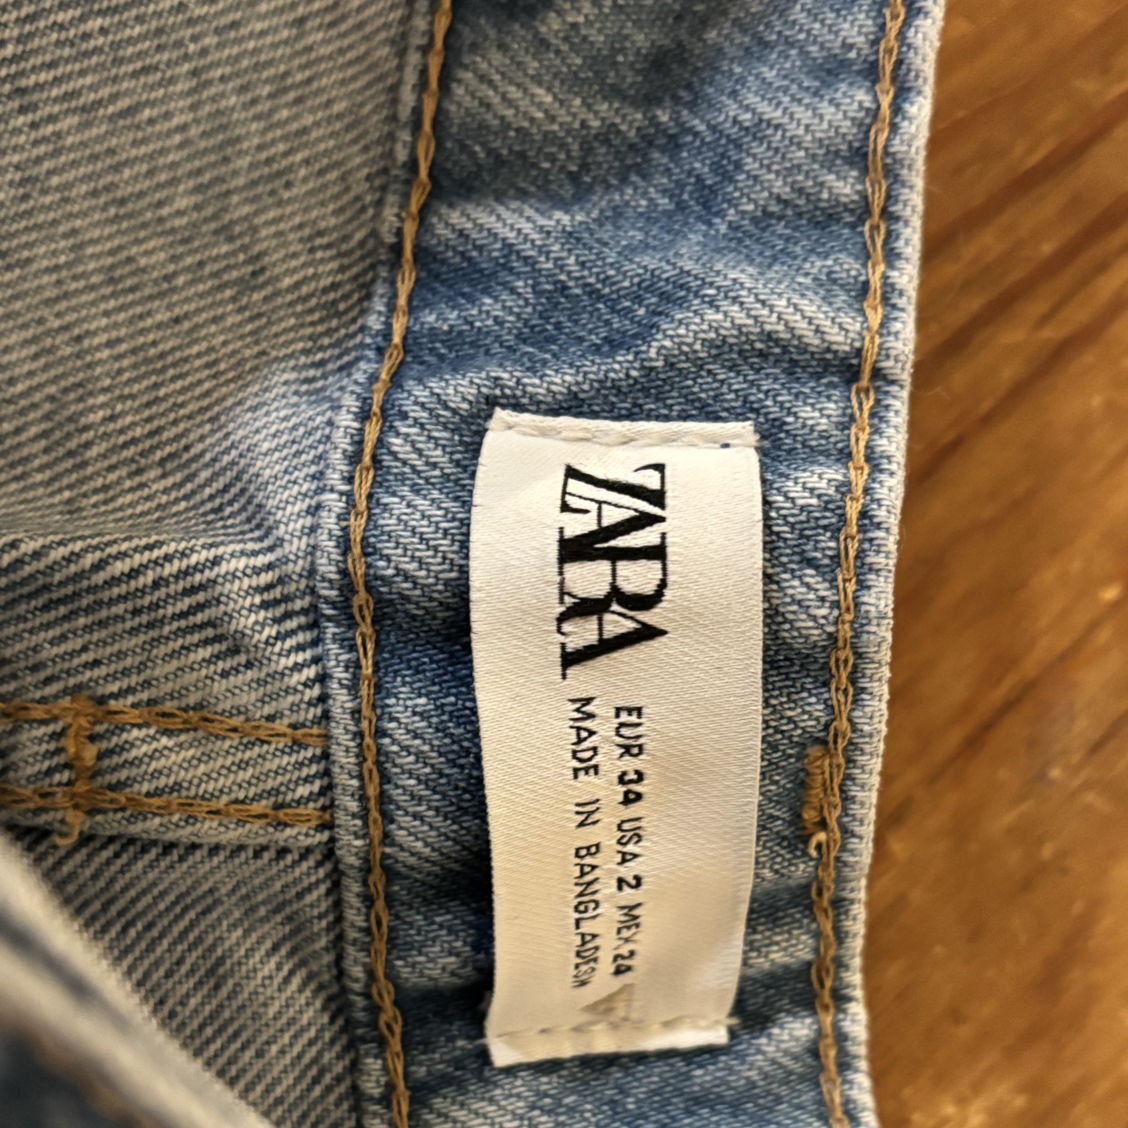 ZARA
EUR 34 USA 2 MEX 24
MADE IN BANGLADESH